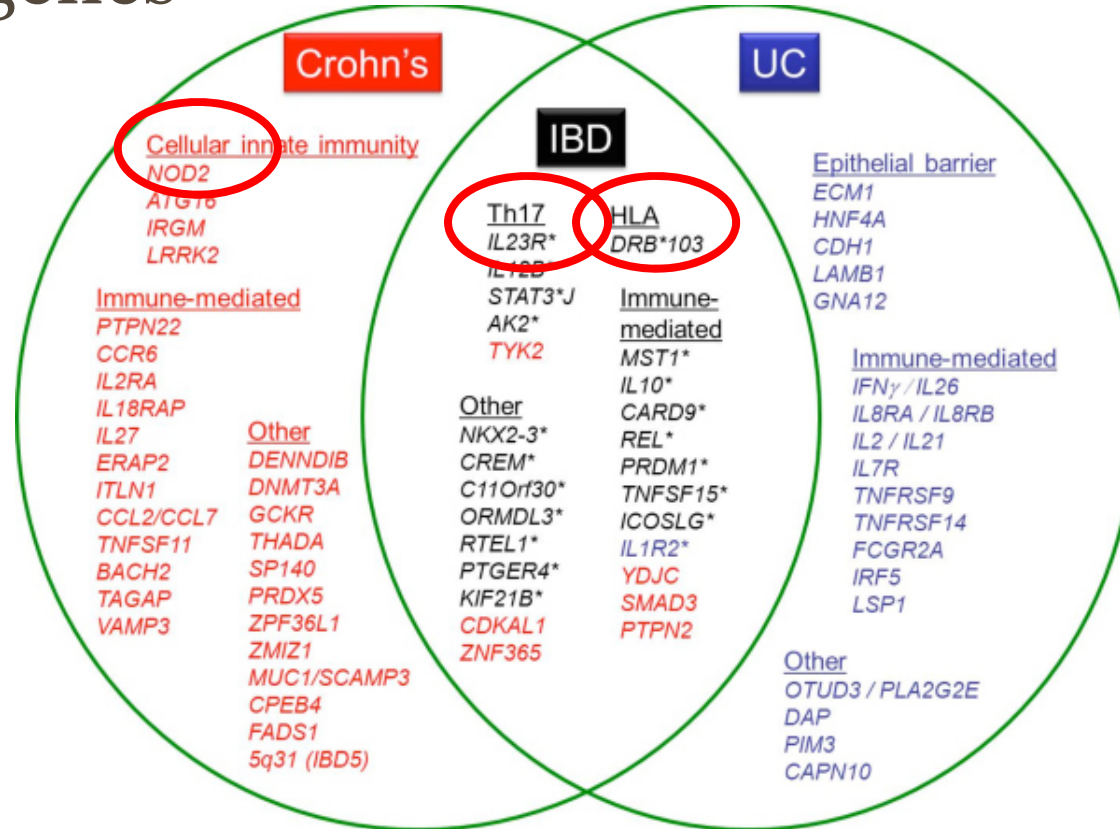 genes
Crohn's
UC
IBD
Cellular innate immunity
NOD2
ATG16
IRGM
LRRK2
Immune-mediated
PTPN22
CCR6
IL2RA
IL18RAP
IL27
ERAP2
ITLN1
CCL2/CCL7
TNFSF11
BACH2
TAGAP
VAMP3
Other
DENNDIB
DNMT3A
GCKR
THADA
SP140
PRDX5
ZPF36L1
ZMIZ1
MUC1/SCAMP3
CPEB4
FADS1
5q31 (IBD5)
Th17
IL23R*
IL12B*
STAT3*J
AK2*
TYK2
Other
NKX2-3*
CREM*
C11Orf30*
ORMDL3*
RTEL1*
PTGER4*
KIF21B*
CDKAL1
ZNF365
HLA
DRB*103
Immune-
mediated
MST1*
IL10*
CARD9*
REL*
PRDM1*
TNFSF15*
ICOSLG*
IL1R2*
YDJC
SMAD3
PTPN2
Epithelial barrier
ECM1
HNF4A
CDH1
LAMB1
GNA12
Immune-mediated
IFNγ / IL26
IL8RA / IL8RB
IL2 / IL21
IL7R
TNFRSF9
TNFRSF14
FCGR2A
IRF5
LSP1
Other
OTUD3 / PLA2G2E
DAP
PIM3
CAPN10